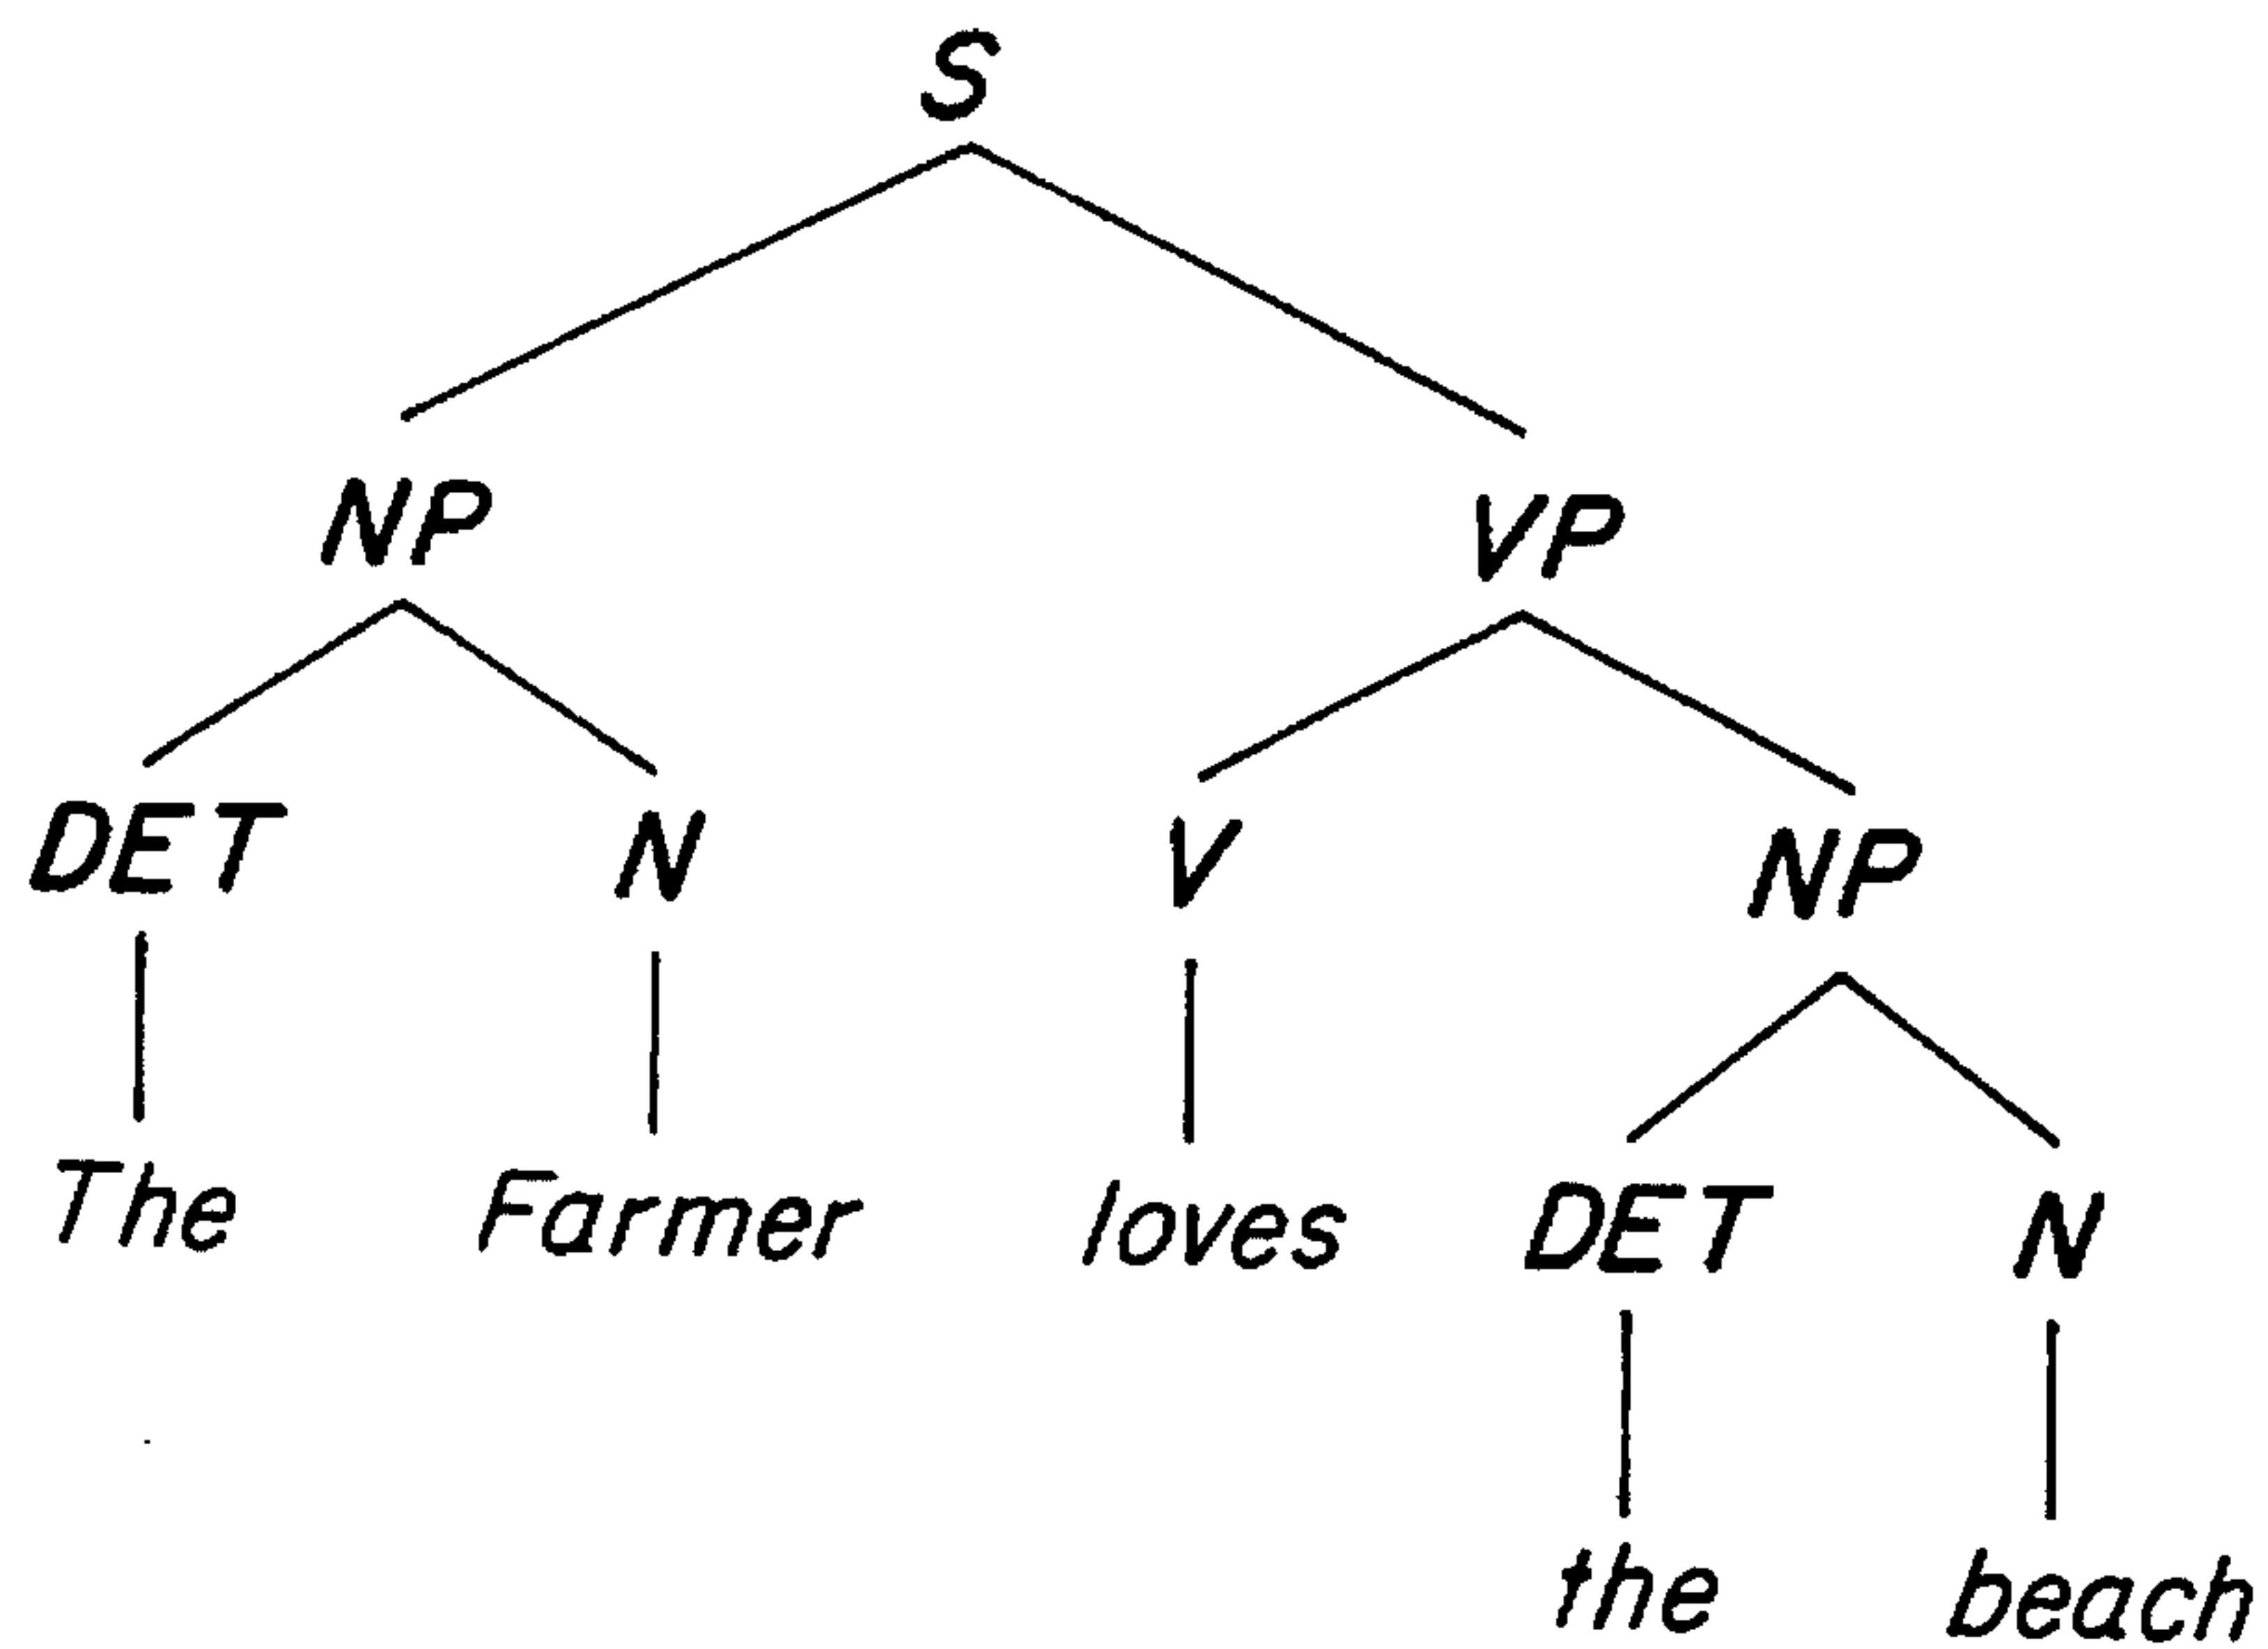 S
NP VP
DET N V NP
The Farmer loves DET N
the beach